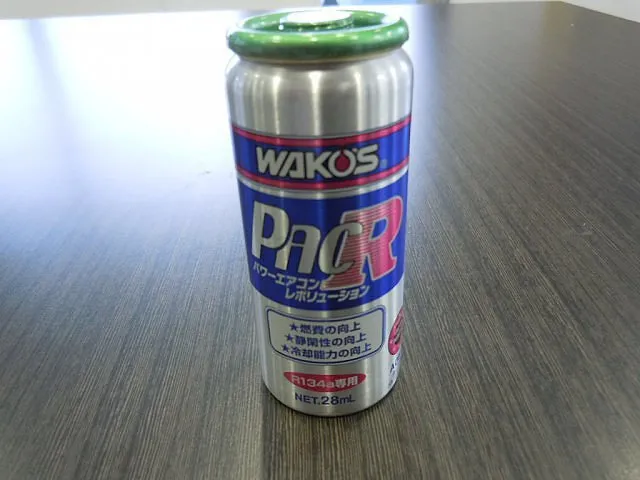 WAKO'S®
PAC R
パワーエアコン
レボリューション
★燃費の向上
★静閑性の向上
★冷却能力の向上
R134a専用
NET.28mL